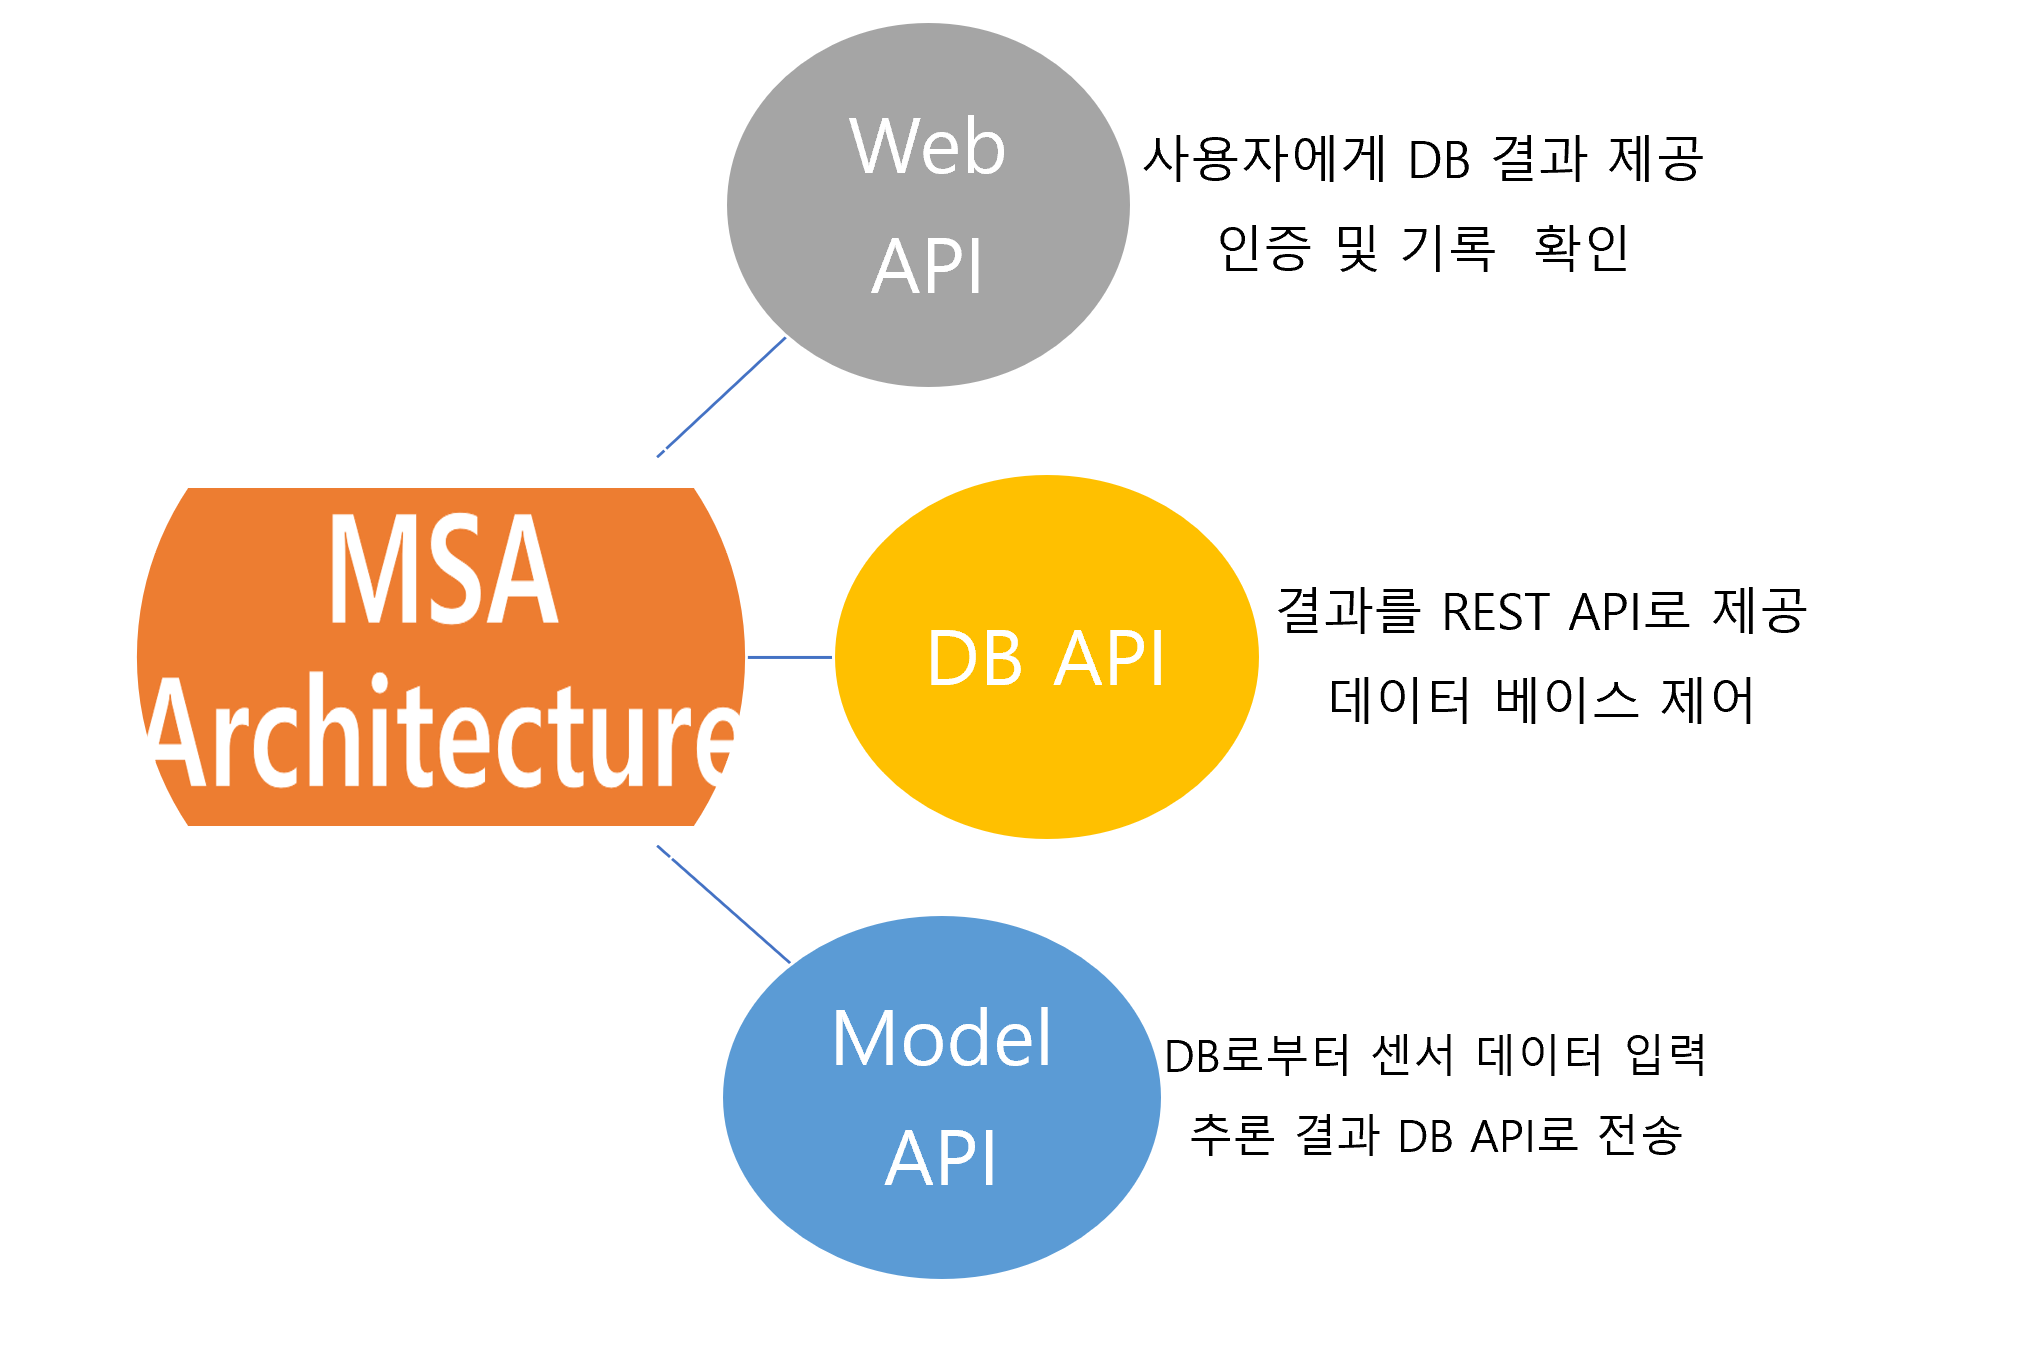 Web
API
사용자에게 DB 결과 제공
인증 및 기록 확인
MSA
Architecture
DB API
결과를 REST API로 제공
데이터 베이스 제어
Model
API
DB로부터 센서 데이터 입력
추론 결과 DB API로 전송